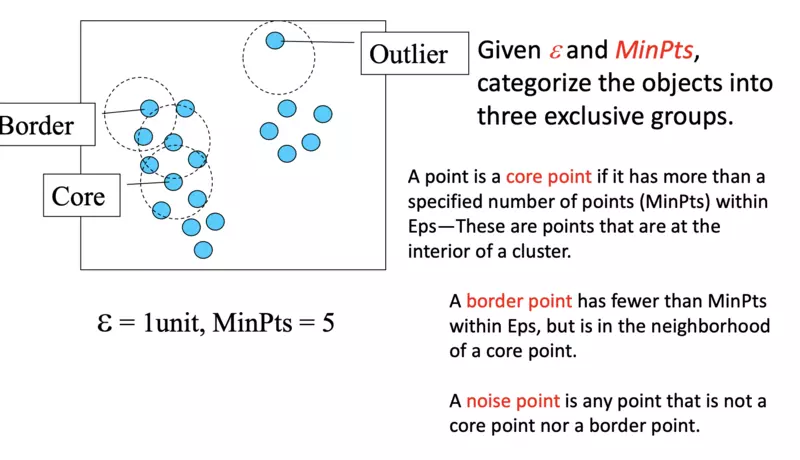 Outlier
Border
Core
ε = 1unit, MinPts = 5
Given ε and MinPts,
categorize the objects into
three exclusive groups.
A point is a core point if it has more than a
specified number of points (MinPts) within
Eps—These are points that are at the
interior of a cluster.
A border point has fewer than MinPts
within Eps, but is in the neighborhood
of a core point.
A noise point is any point that is not a
core point nor a border point.